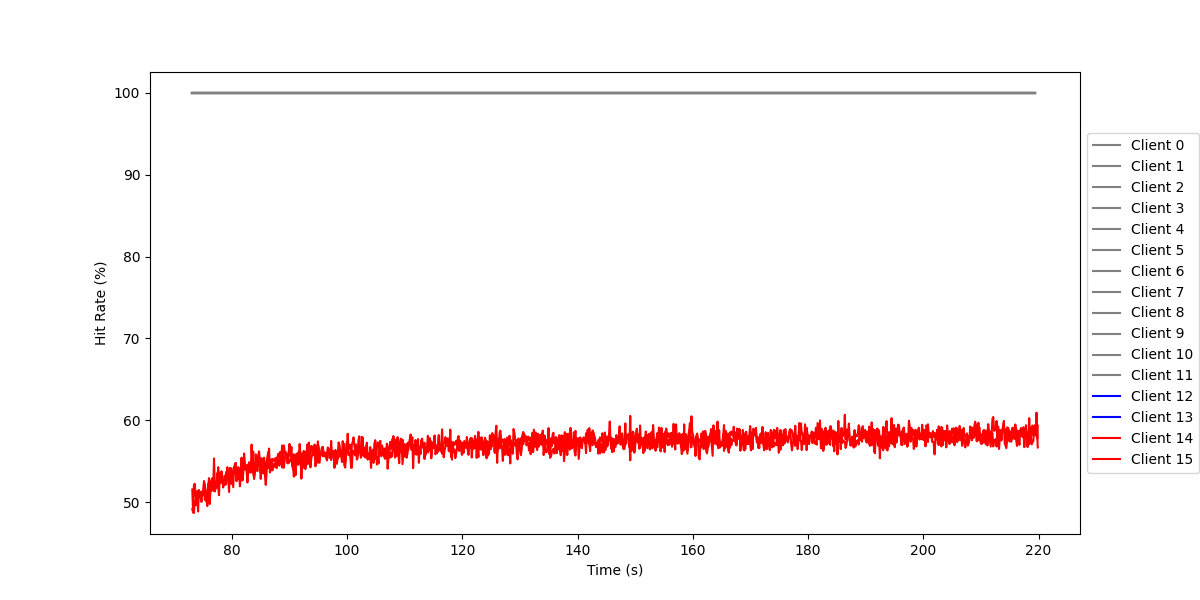 100
90
80
70
60
50
Hit Rate (%)
80 100 120 140 160 180 200 220
Time (s)
Client 0
Client 1
Client 2
Client 3
Client 4
Client 5
Client 6
Client 7
Client 8
Client 9
Client 10
Client 11
Client 12
Client 13
Client 14
Client 15